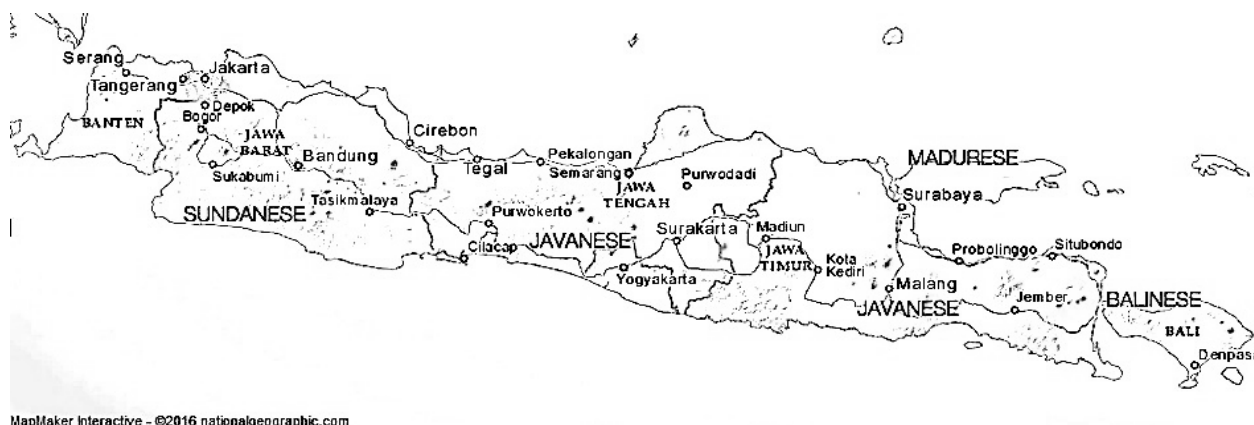 Serang
Jakarta
Tangerang
Depok
Bogor
BANTEN
JAWA
BARAT
Cirebon
Bandung
Sukabumi
Tegal
Pekalongan
Semarang
JAWA
TENGAH
Purwodadi
MADURESE
Surabaya
Tasikmalaya
SUNDANESE
Purwokerto
JAVANESE
Surakarta
Madiun
JAWA
TIMUR
Cilacap
Yogyakarta
Kota
Kediri
Probolinggo
Situbondo
Malang
JAVANESE
Jember
BALINESE
BALI
Denpasa
MapMaker Interactive - ©2016 nationalgeographic.com